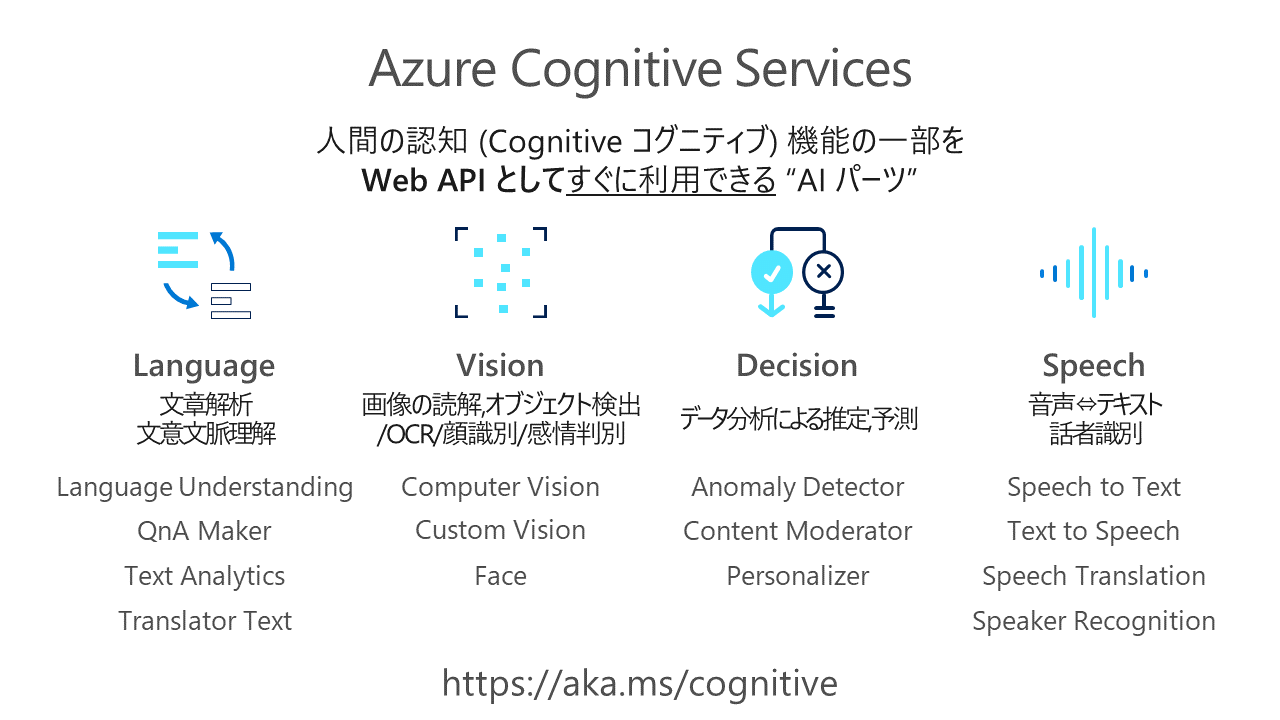 Azure Cognitive Services
人間の認知 (Cognitive コグニティブ) 機能の一部を
Web API としてすぐに利用できる “AI パーツ”
Language
文章解析
文意文脈理解
Language Understanding
QnA Maker
Text Analytics
Translator Text
Vision
画像の読解,オブジェクト検出
/OCR/顔識別/感情判別
Computer Vision
Custom Vision
Face
Decision
データ分析による推定,予測
Anomaly Detector
Content Moderator
Personalizer
Speech
音声⇔テキスト
話者識別
Speech to Text
Text to Speech
Speech Translation
Speaker Recognition
https://aka.ms/cognitive